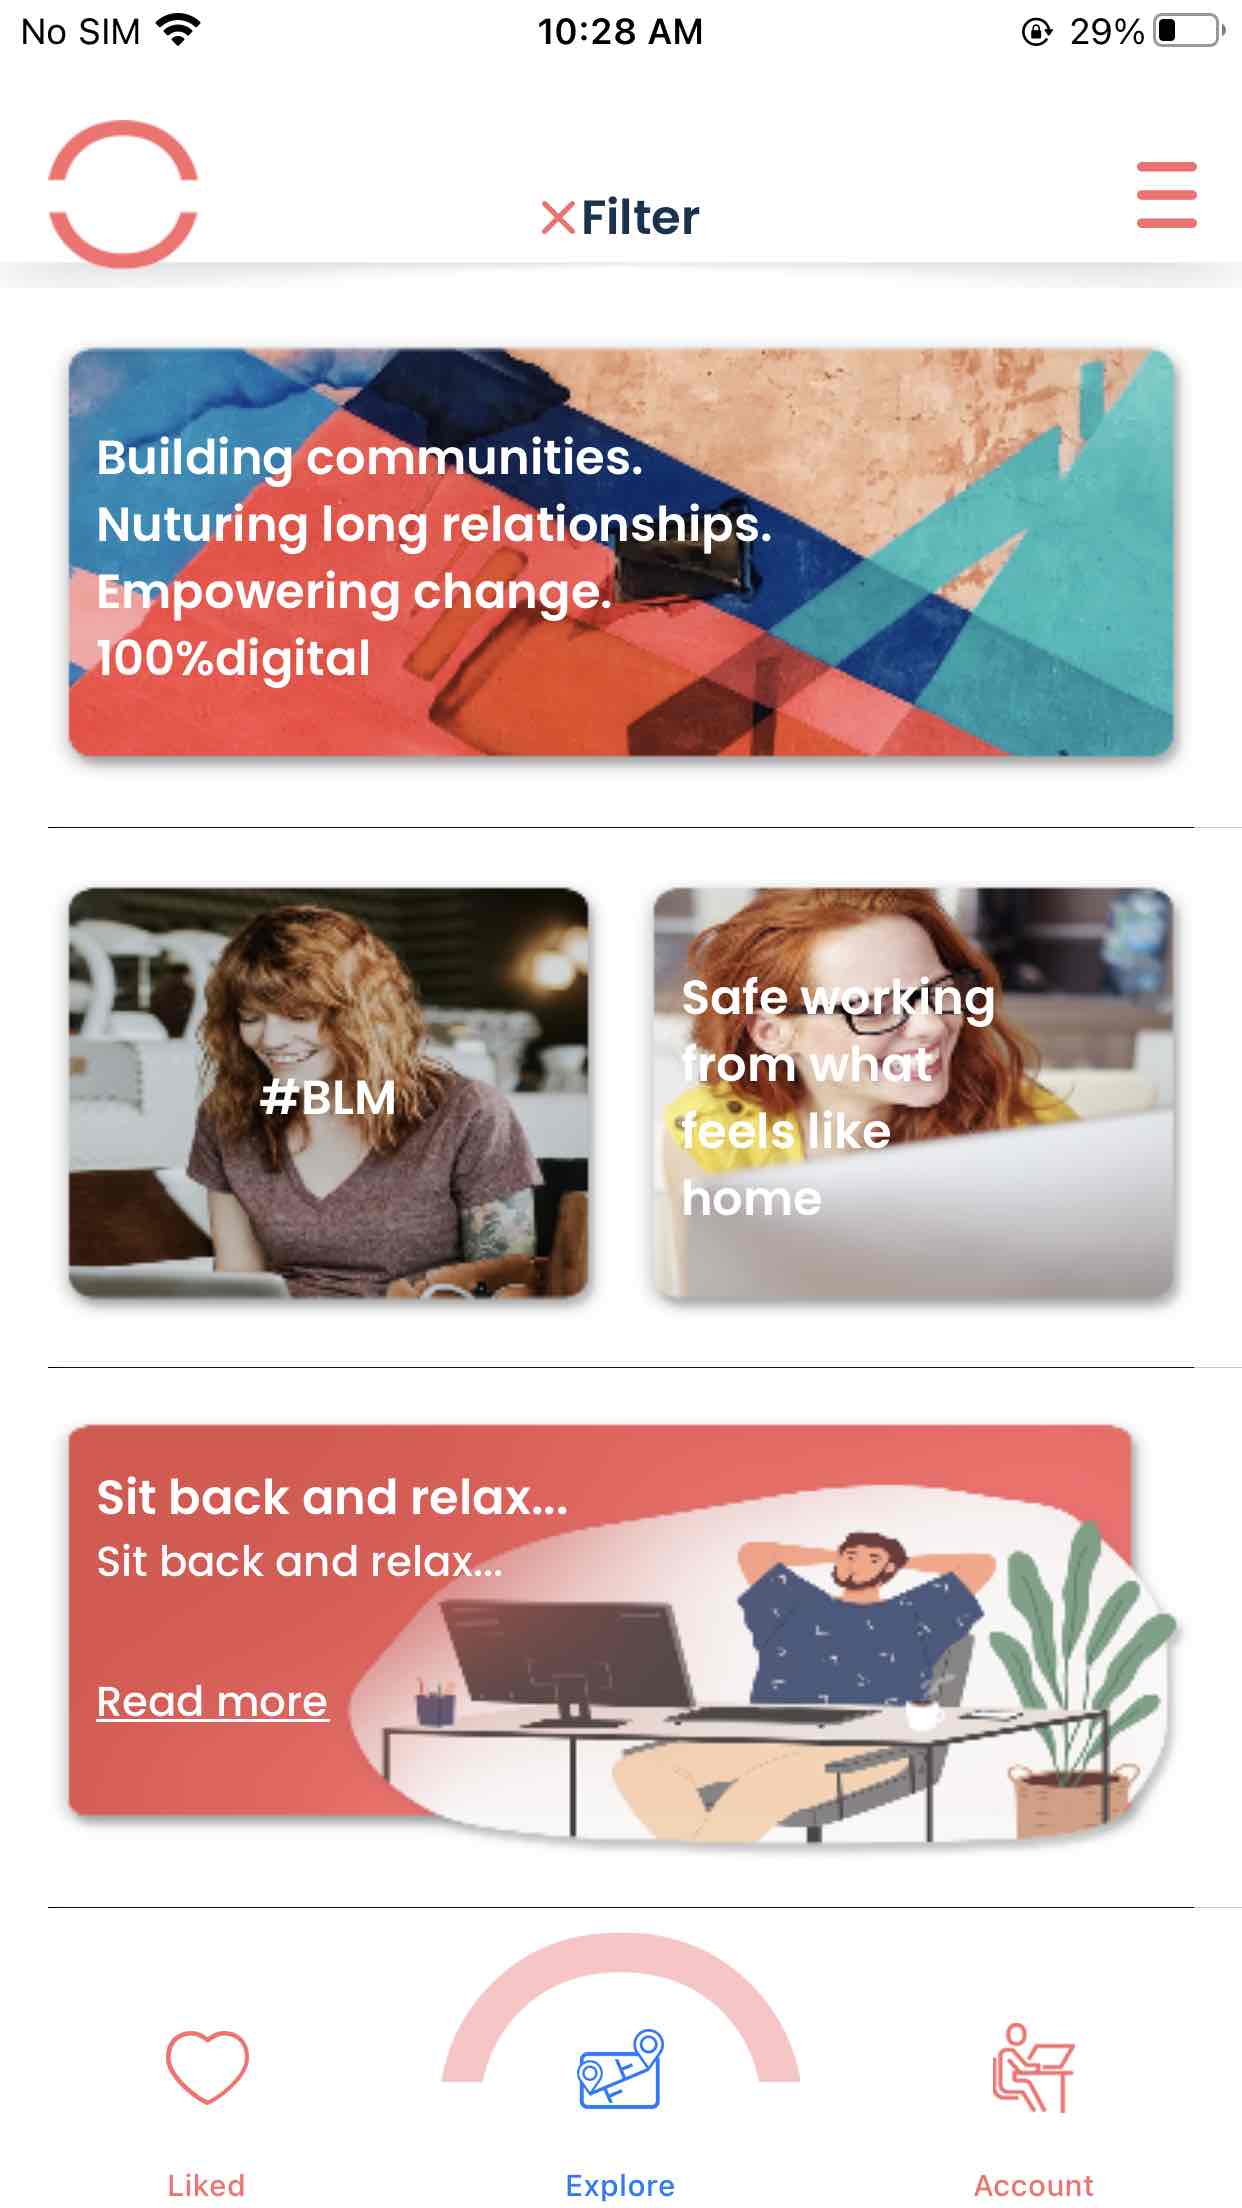 No SIM 10:28 AM 29%
Filter
Building communities.
Nuturing long relationships.
Empowering change.
100%digital
#BLM
Safe working
from what
feels like
home
Sit back and relax...
Sit back and relax...
Read more
Liked Explore Account